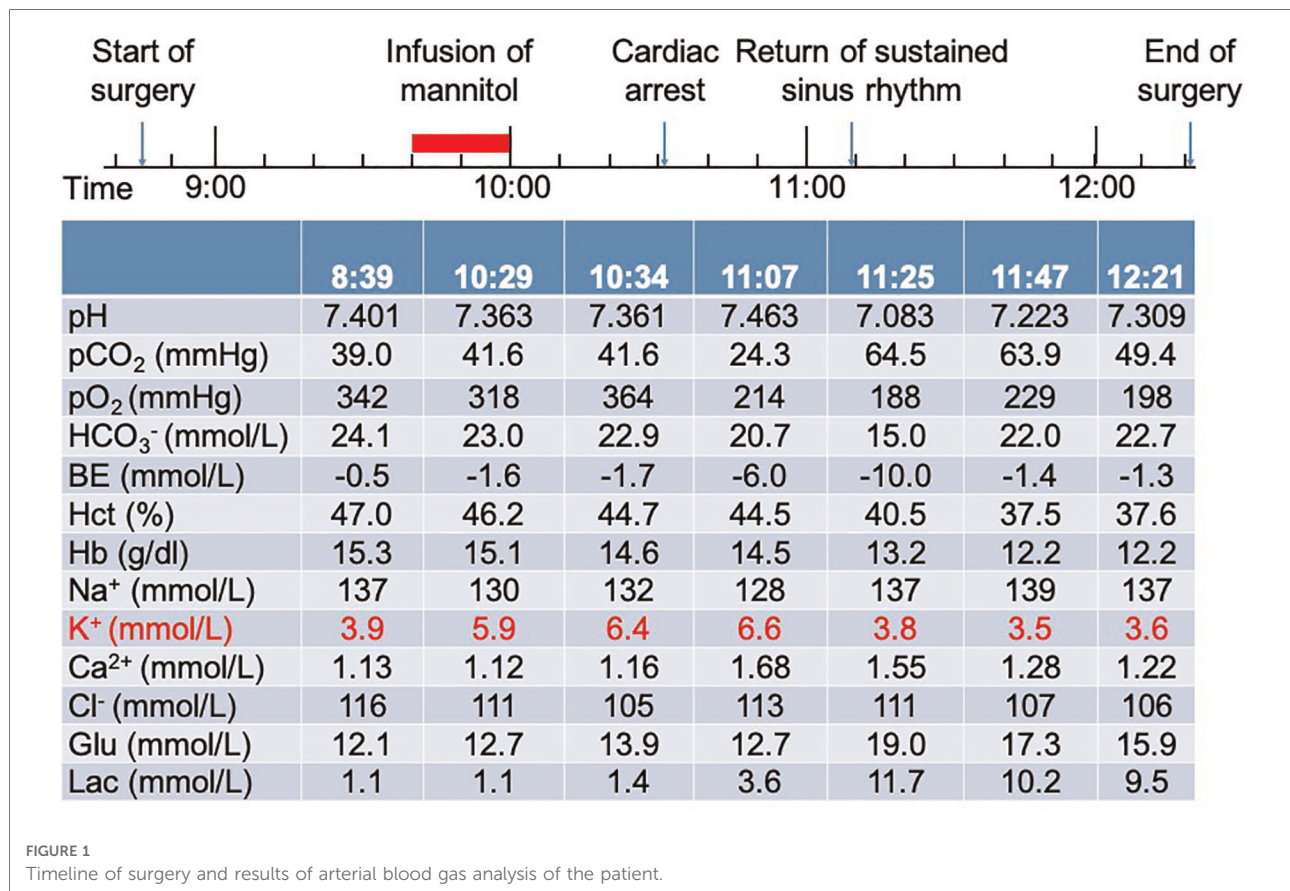 Start of surgery
Infusion of mannitol
Cardiac arrest
Return of sustained sinus rhythm
End of surgery
Time 9:00 10:00 11:00 12:00
8:39 10:29 10:34 11:07 11:25 11:47 12:21
pH 7.401 7.363 7.361 7.463 7.083 7.223 7.309
pCO₂ (mmHg) 39.0 41.6 41.6 24.3 64.5 63.9 49.4
pO₂ (mmHg) 342 318 364 214 188 229 198
HCO₃⁻ (mmol/L) 24.1 23.0 22.9 20.7 15.0 22.0 22.7
BE (mmol/L) -0.5 -1.6 -1.7 -6.0 -10.0 -1.4 -1.3
Hct (%) 47.0 46.2 44.7 44.5 40.5 37.5 37.6
Hb (g/dl) 15.3 15.1 14.6 14.5 13.2 12.2 12.2
Na⁺ (mmol/L) 137 130 132 128 137 139 137
K⁺ (mmol/L) 3.9 5.9 6.4 6.6 3.8 3.5 3.6
Ca²⁺ (mmol/L) 1.13 1.12 1.16 1.68 1.55 1.28 1.22
Cl⁻ (mmol/L) 116 111 105 113 111 107 106
Glu (mmol/L) 12.1 12.7 13.9 12.7 19.0 17.3 15.9
Lac (mmol/L) 1.1 1.1 1.4 3.6 11.7 10.2 9.5
FIGURE 1
Timeline of surgery and results of arterial blood gas analysis of the patient.